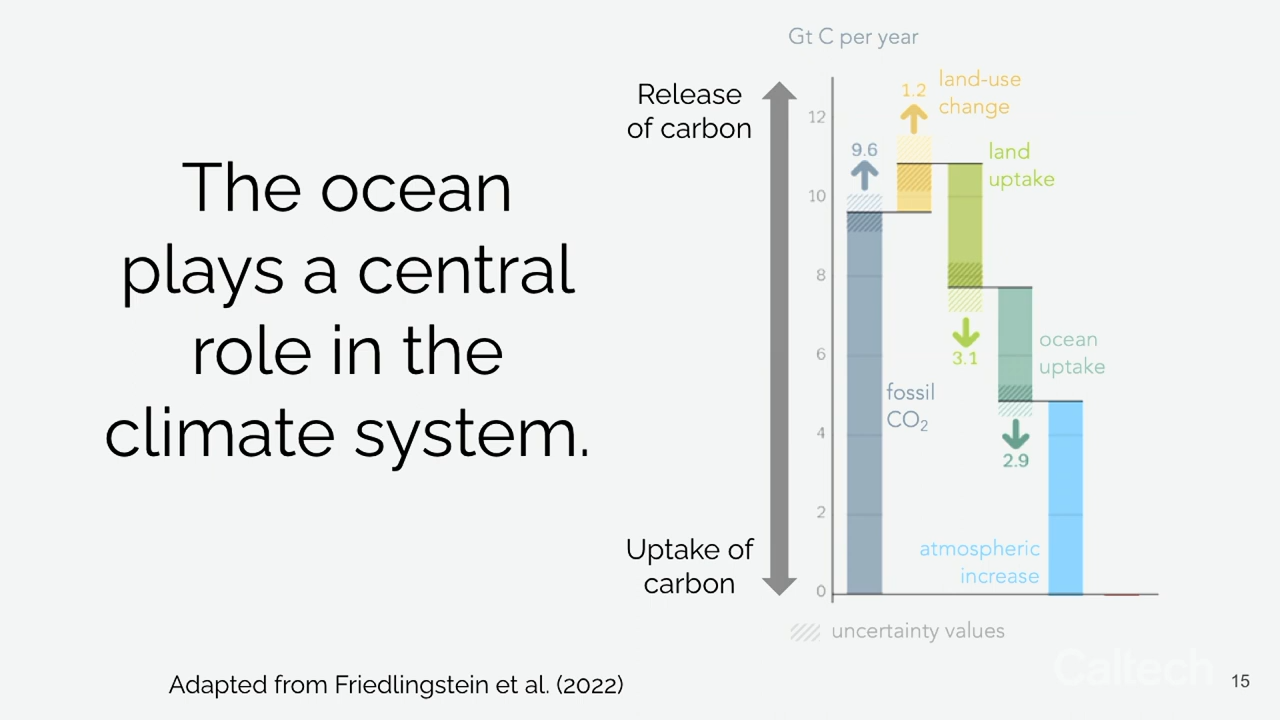 The ocean
plays a central
role in the
climate system.
Adapted from Friedlingstein et al. (2022)
Gt C per year
Release
of carbon
Uptake of
carbon
12
10
8
6
4
2
0
9.6
1.2
land-use
change
land
uptake
3.1
ocean
uptake
2.9
fossil
CO₂
atmospheric
increase
uncertainty values
Caltech
15